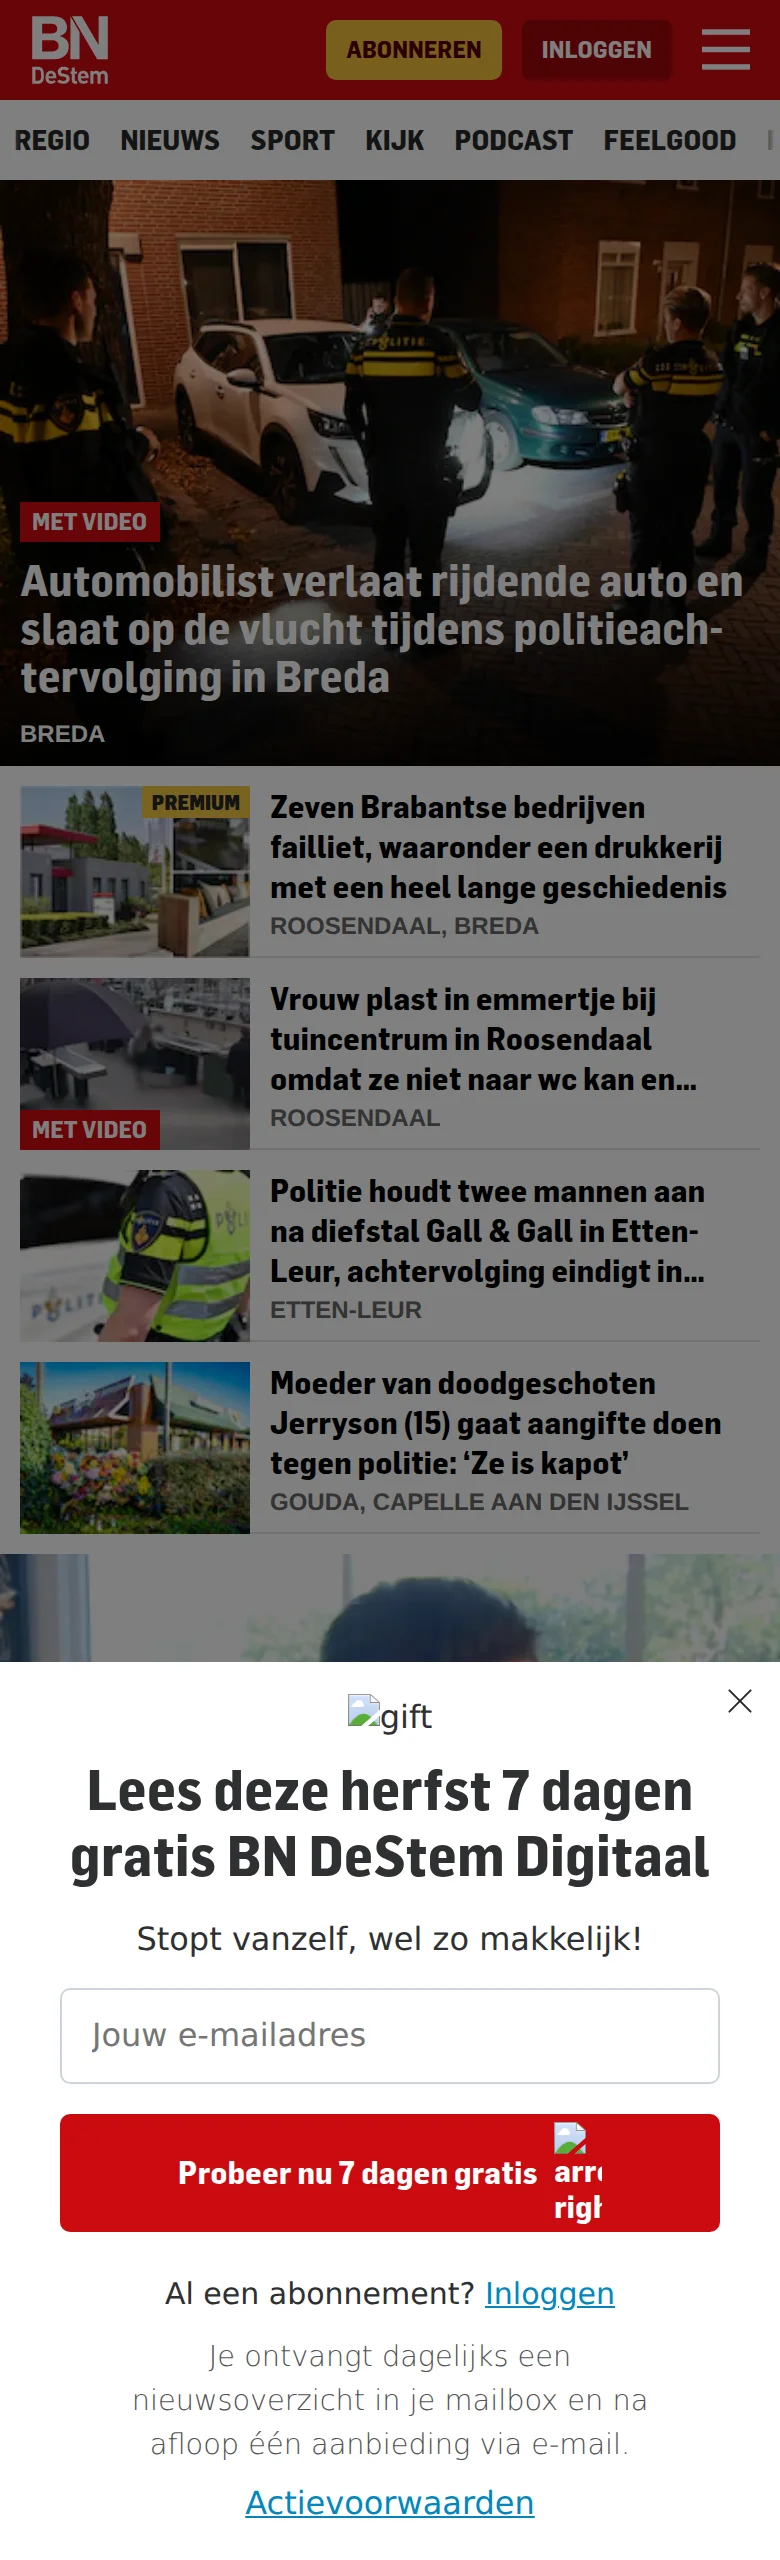 BN
DeStem
ABONNEREN
INLOGGEN
REGIO NIEUWS SPORT KIJK PODCAST FEELGOOD
POLITIE
MET VIDEO
Automobilist verlaat rijdende auto en
slaat op de vlucht tijdens politieach-
tervolging in Breda
BREDA
PREMIUM
Zeven Brabantse bedrijven
failliet, waaronder een drukkerij
met een heel lange geschiedenis
ROOSENDAAL, BREDA
Vrouw plast in emmertje bij
tuincentrum in Roosendaal
omdat ze niet naar wc kan en...
ROOSENDAAL
MET VIDEO
Politie houdt twee mannen aan
na diefstal Gall & Gall in Etten-
Leur, achtervolging eindigt in...
ETTEN-LEUR
Moeder van doodgeschoten
Jerryson (15) gaat aangifte doen
tegen politie: ‘Ze is kapot’
GOUDA, CAPELLE AAN DEN IJSSEL
gift
Lees deze herfst 7 dagen
gratis BN DeStem Digitaal
Stopt vanzelf, wel zo makkelijk!
Jouw e-mailadres
Probeer nu 7 dagen gratis
Al een abonnement? Inloggen
Je ontvangt dagelijks een
nieuwsoverzicht in je mailbox en na
afloop één aanbieding via e-mail.
Actievoorwaarden